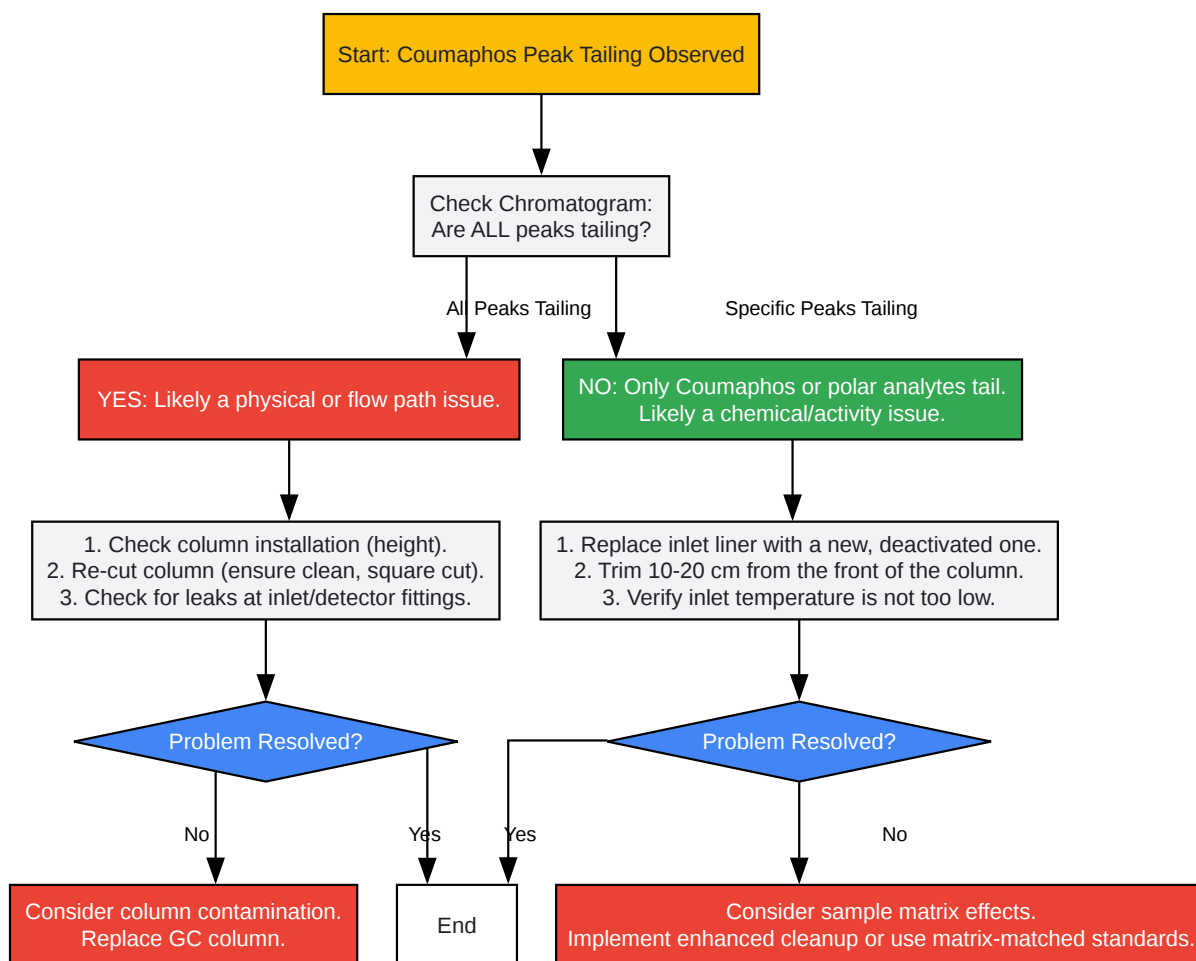 Start: Coumaphos Peak Tailing Observed
Check Chromatogram:
Are ALL peaks tailing?
All Peaks Tailing
Specific Peaks Tailing
YES: Likely a physical or flow path issue.
NO: Only Coumaphos or polar analytes tail.
Likely a chemical/activity issue.
1. Check column installation (height).
2. Re-cut column (ensure clean, square cut).
3. Check for leaks at inlet/detector fittings.
1. Replace inlet liner with a new, deactivated one.
2. Trim 10-20 cm from the front of the column.
3. Verify inlet temperature is not too low.
Problem Resolved?
Problem Resolved?
No
Yes
Yes
No
Consider column contamination.
Replace GC column.
End
Consider sample matrix effects.
Implement enhanced cleanup or use matrix-matched standards.